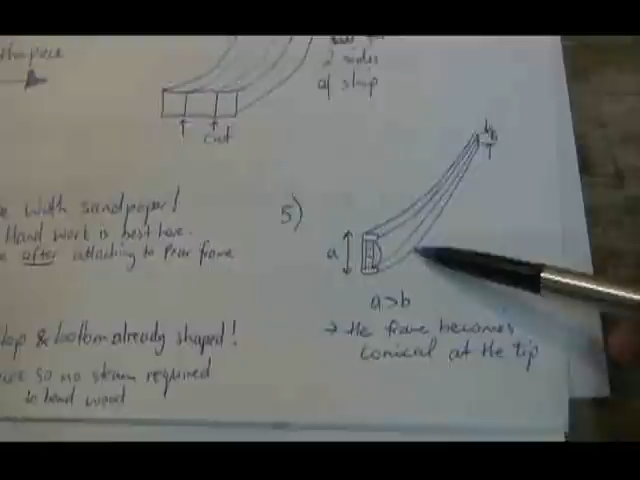 2 sides
of strip
cut
with sandpaper!
Hand work is best here.
after attaching to Pear frame
top & bottom already shaped!
so no steam required
to bend wood
5)
b
a
a>b
→ the frame becomes
conical at the tip